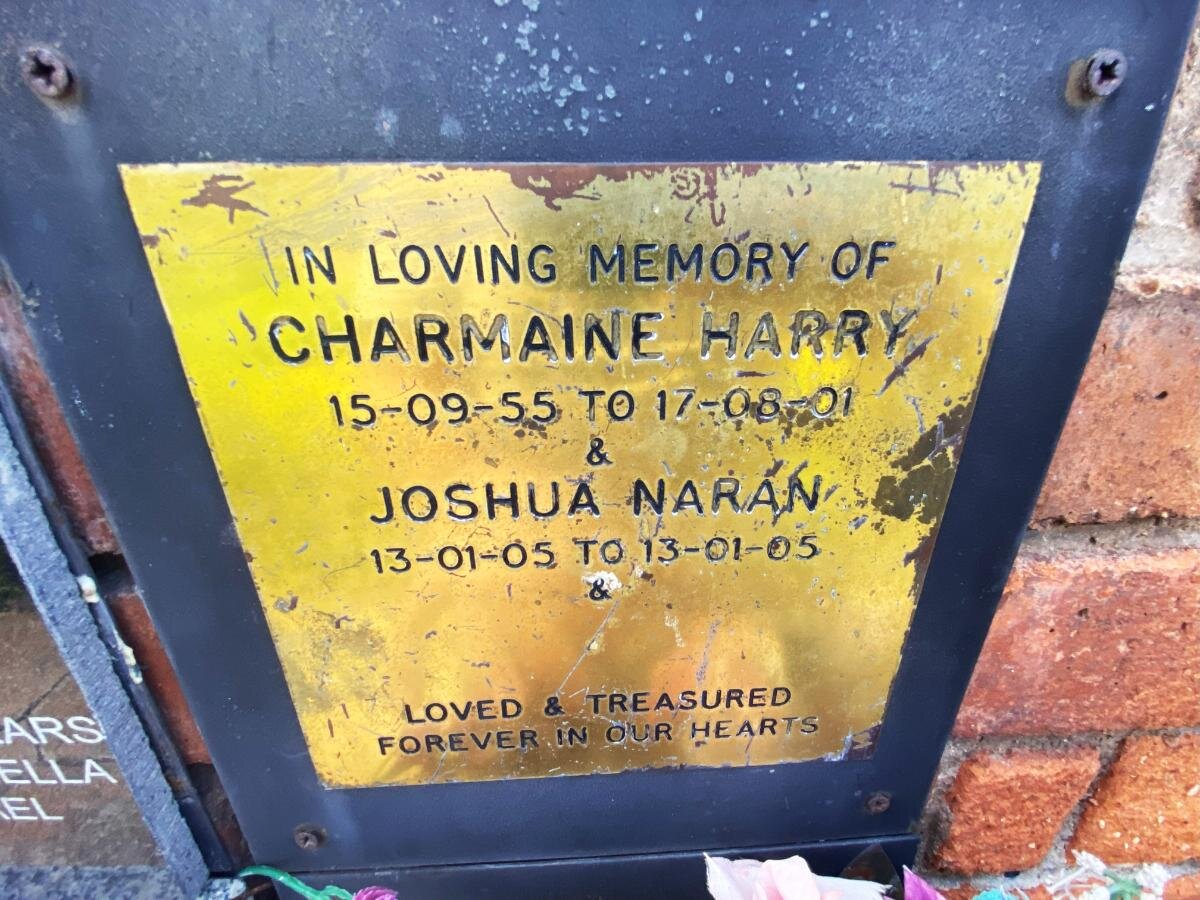 IN LOVING MEMORY OF
CHARMAINE HARRY
15-09-55 TO 17-08-01
&
JOSHUA NARAN
13-01-05 TO 13-01-05
&
LOVED & TREASURED
FOREVER IN OUR HEARTS